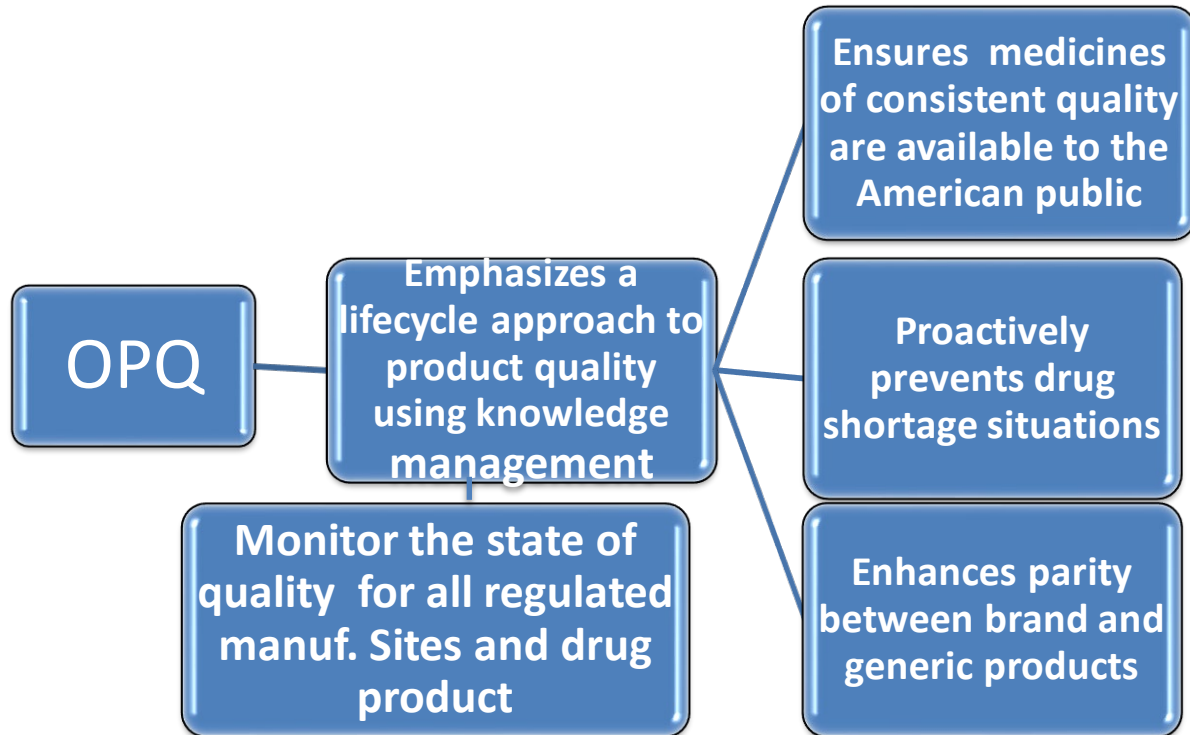 OPQ
Emphasizes a
lifecycle approach to
product quality
using knowledge
management
Monitor the state of
quality  for all regulated
manuf. Sites and drug
product
Ensures  medicines
of consistent quality
are available to the
American public
Proactively
prevents drug
shortage situations
Enhances parity
between brand and
generic products